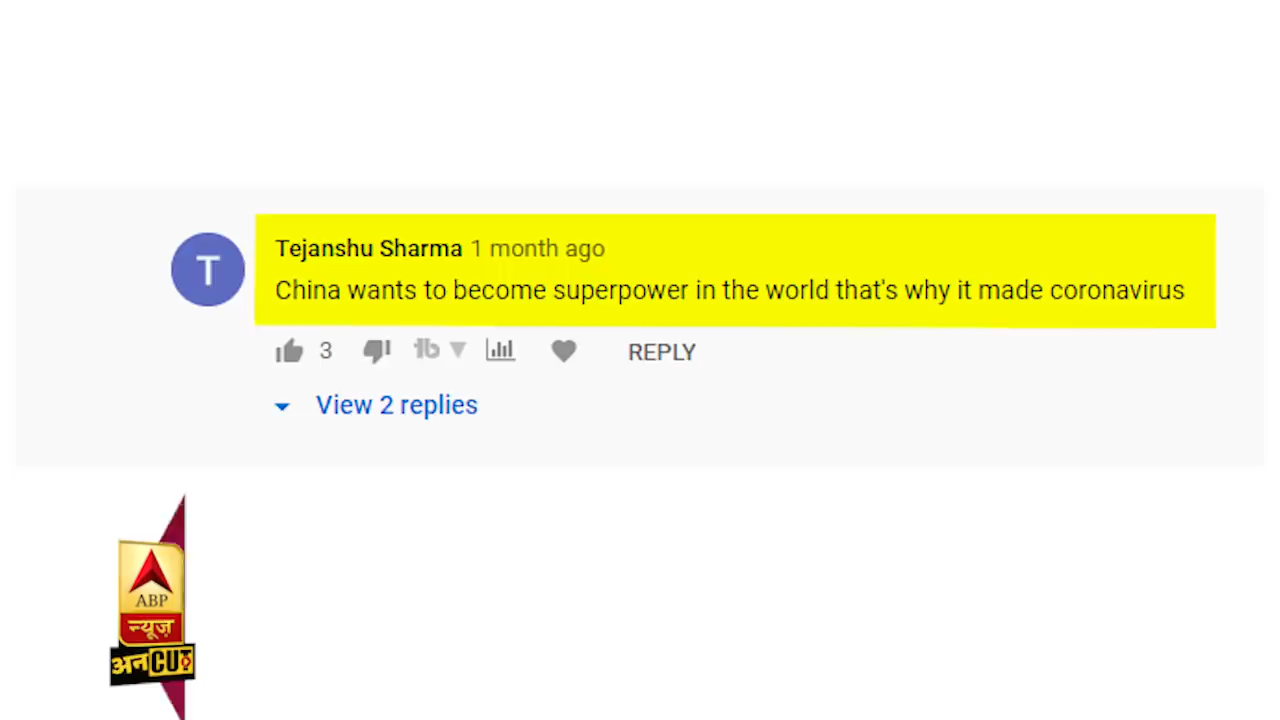 T
Tejanshu Sharma 1 month ago
China wants to become superpower in the world that's why it made coronavirus
3
REPLY
View 2 replies
ABP
न्यूज़
अनCUT